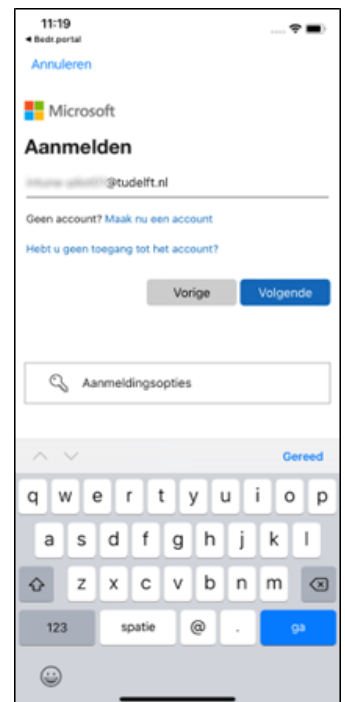 11:19
Bedr.portal
Annuleren
Microsoft
Aanmelden
@tudelft.nl
Geen account? Maak nu een account
Hebt u geen toegang tot het account?
Vorige Volgende
Aanmeldingsopties
Gereed
q w e r t y u i o p
a s d f g h j k l
z x c v b n m
123 spatie @ . ga